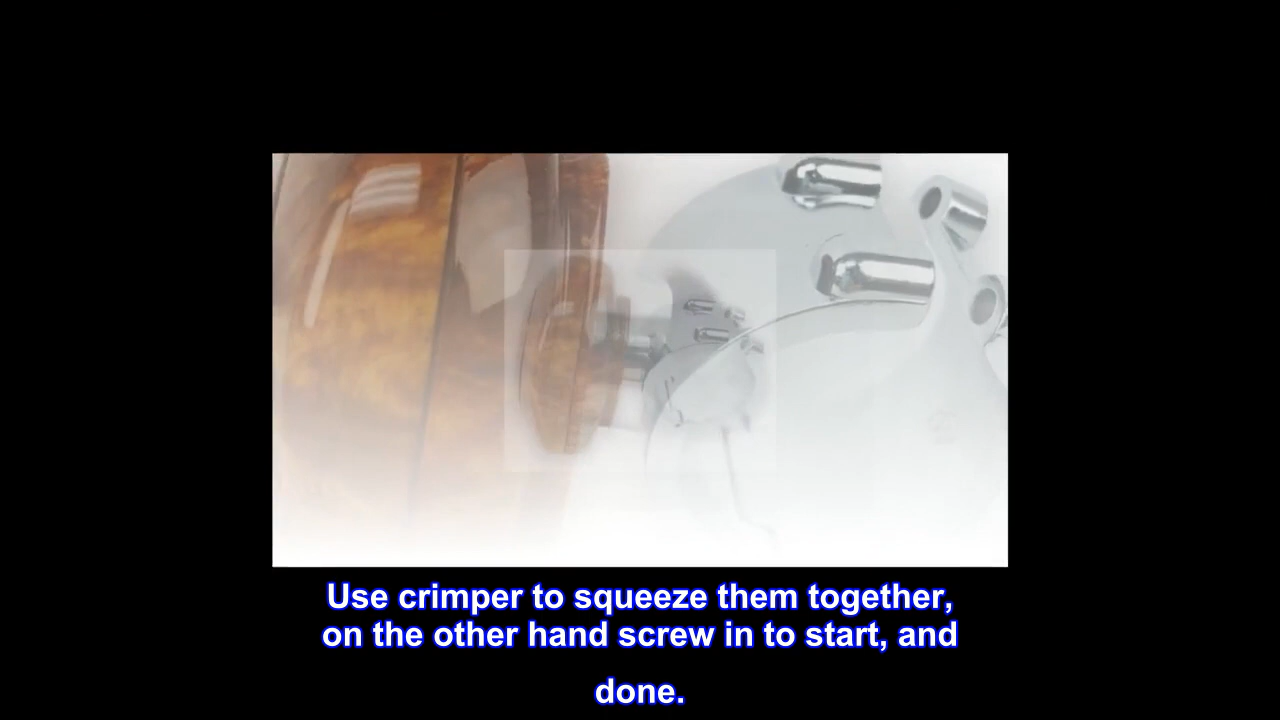 Use crimper to squeeze them together,
on the other hand screw in to start, and
done.